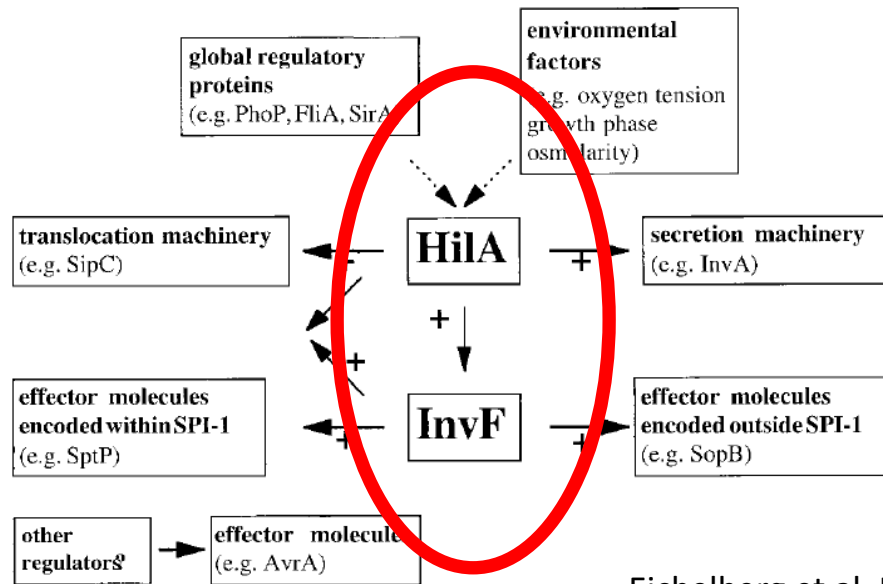 global regulatory
proteins
(e.g. PhoP, FliA, SirA
environmental
factors
(e.g. oxygen tension
growth phase
osmolarity)
translocation machinery
(e.g. SipC)
HilA
+
secretion machinery
(e.g. InvA)
+
+
+
effector molecules
encoded within SPI-1
(e.g. SptP)
+
InvF
+
effector molecules
encoded outside SPI-1
(e.g. SopB)
other
regulators?
effector molecule
(e.g. AvrA)